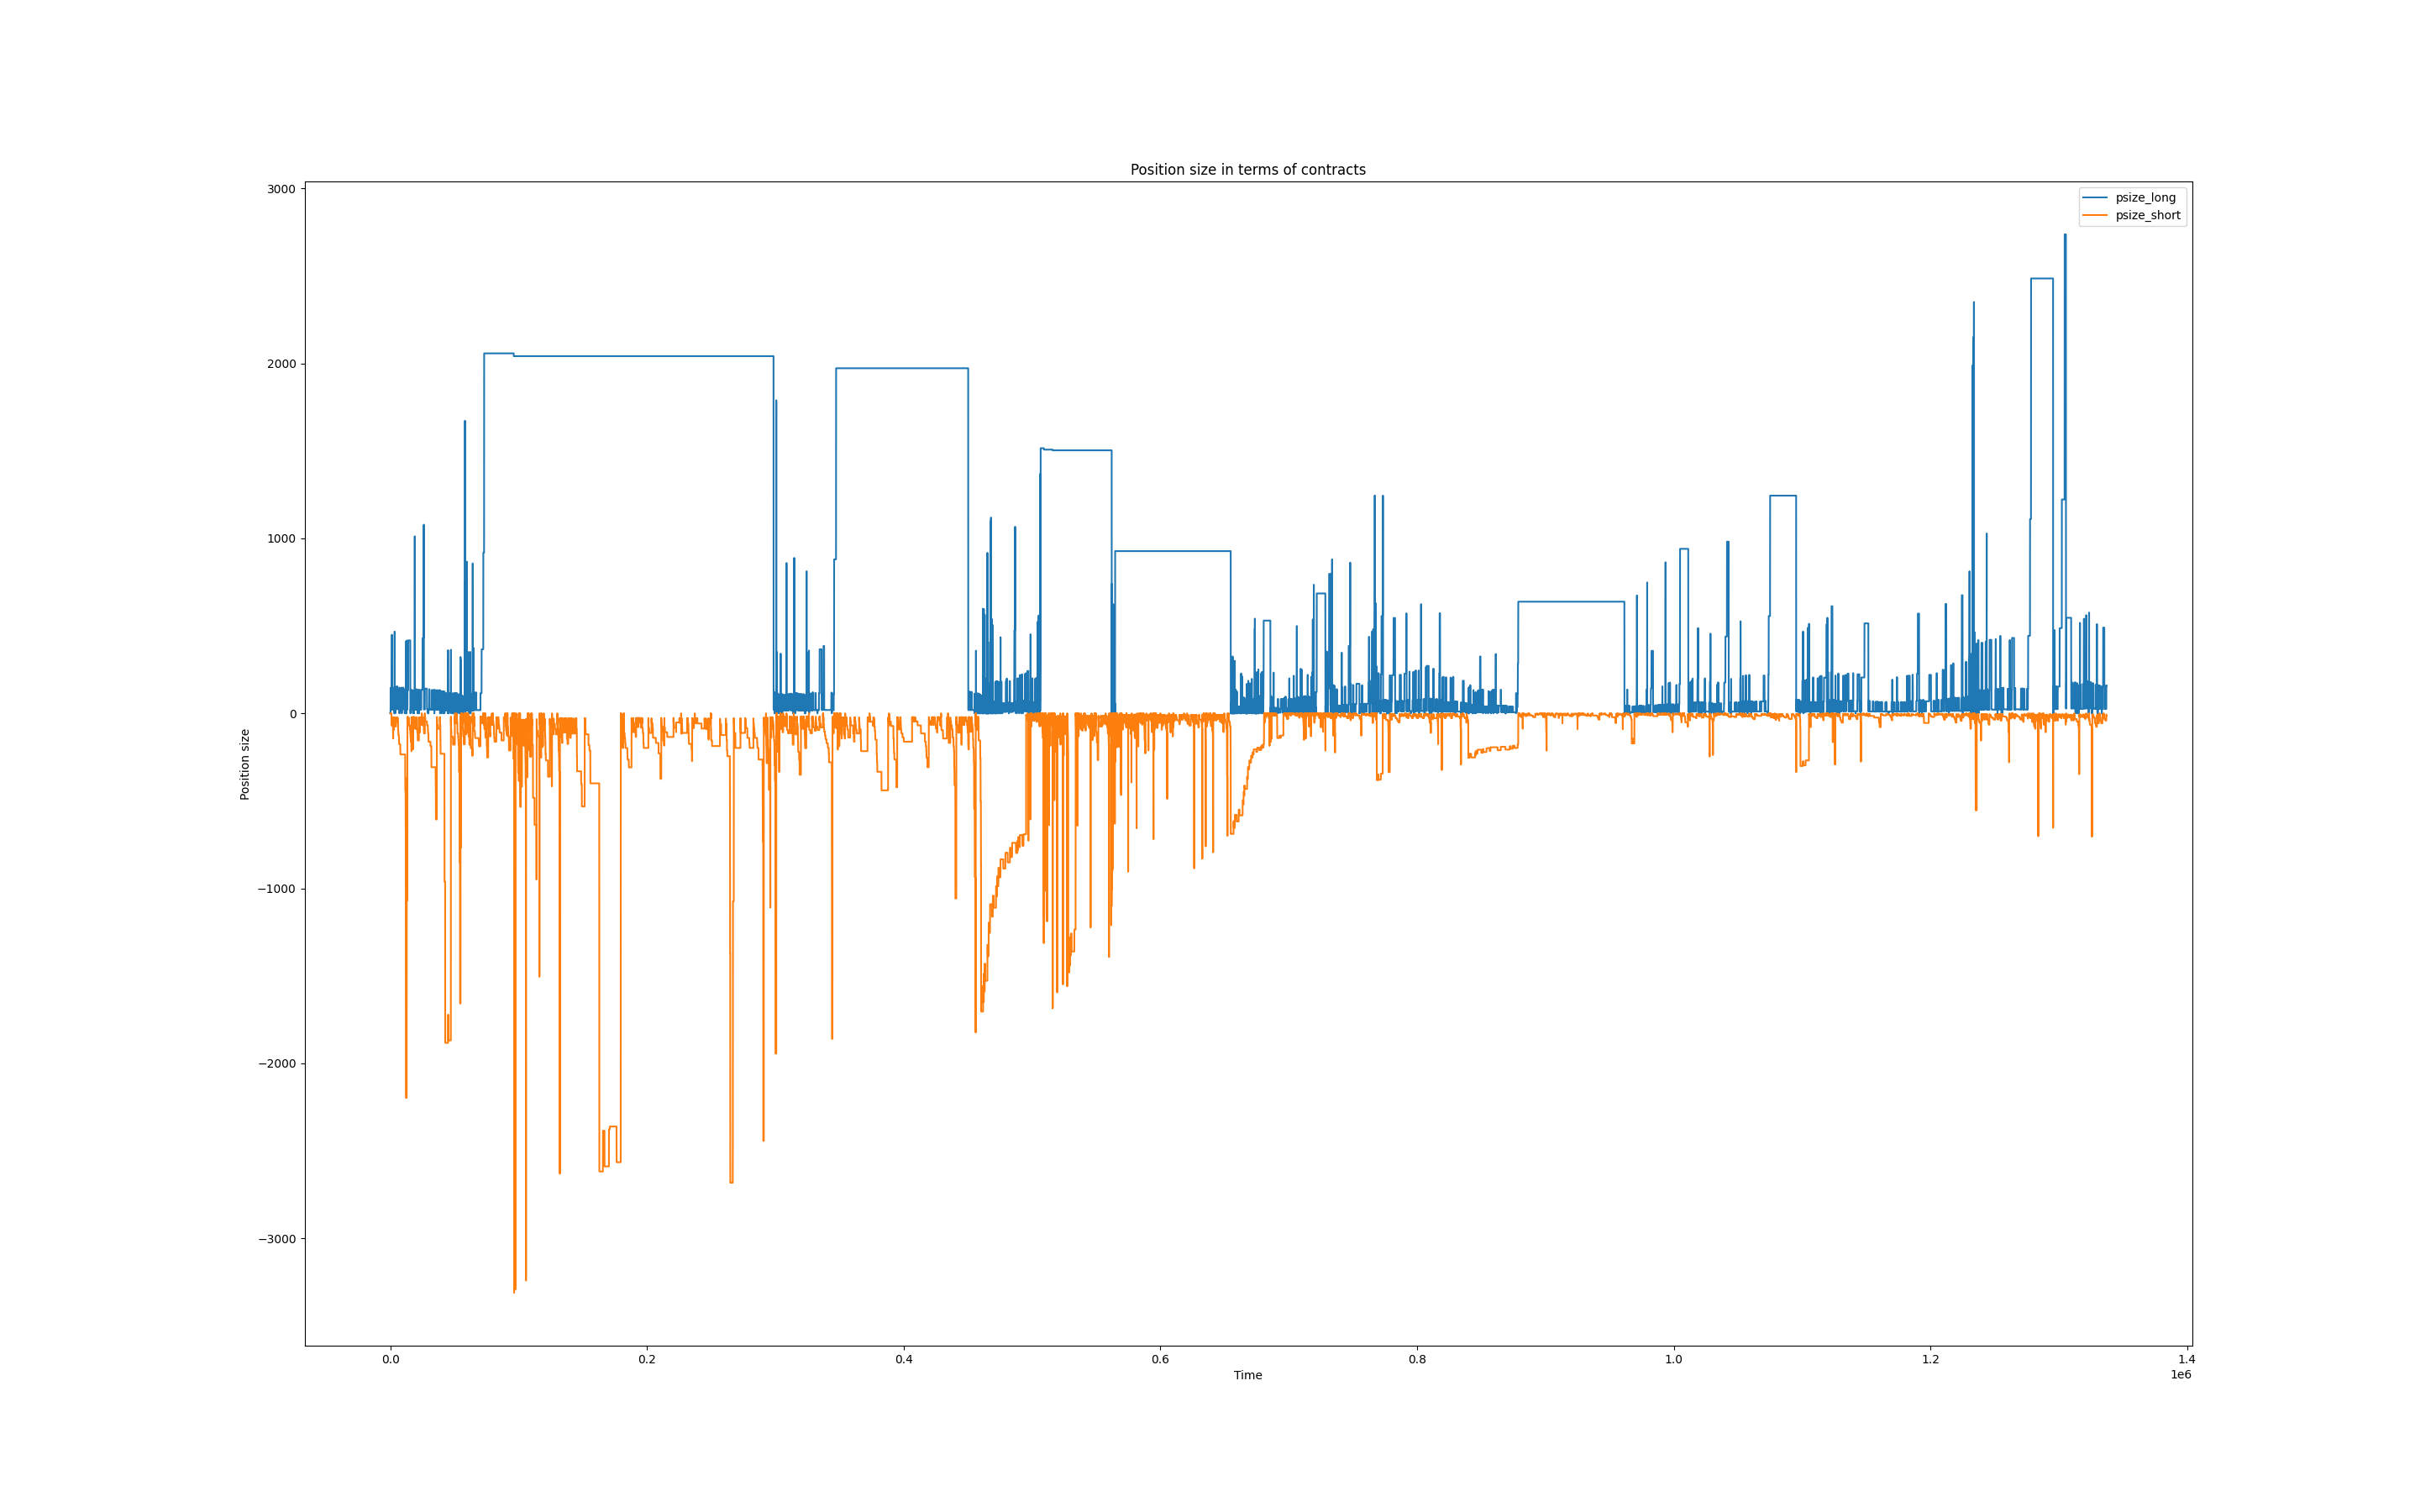 Position size in terms of contracts
psize_long
psize_short
3000
2000
1000
0
−1000
−2000
−3000
Position size
0.0
0.2
0.4
0.6
0.8
1.0
1.2
1.4
1e6
Time